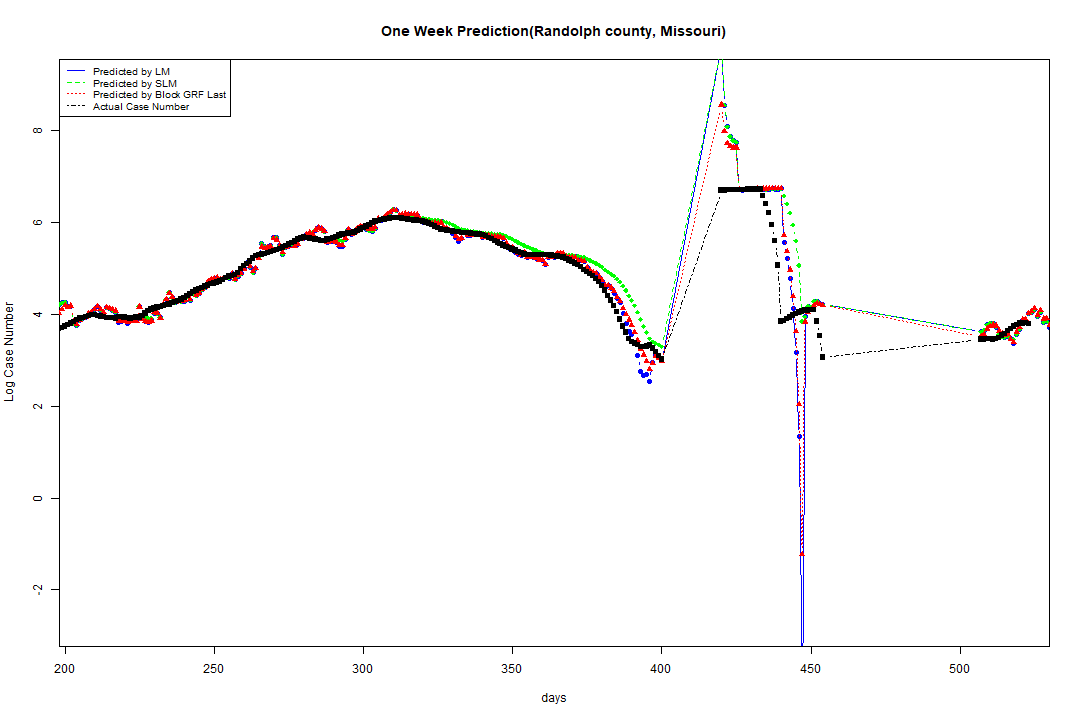 One Week Prediction(Randolph county, Missouri)
Predicted by LM
Predicted by SLM
Predicted by Block GRF Last
Actual Case Number
8
6
4
2
0
-2
Log Case Number
200 250 300 350 400 450 500
days